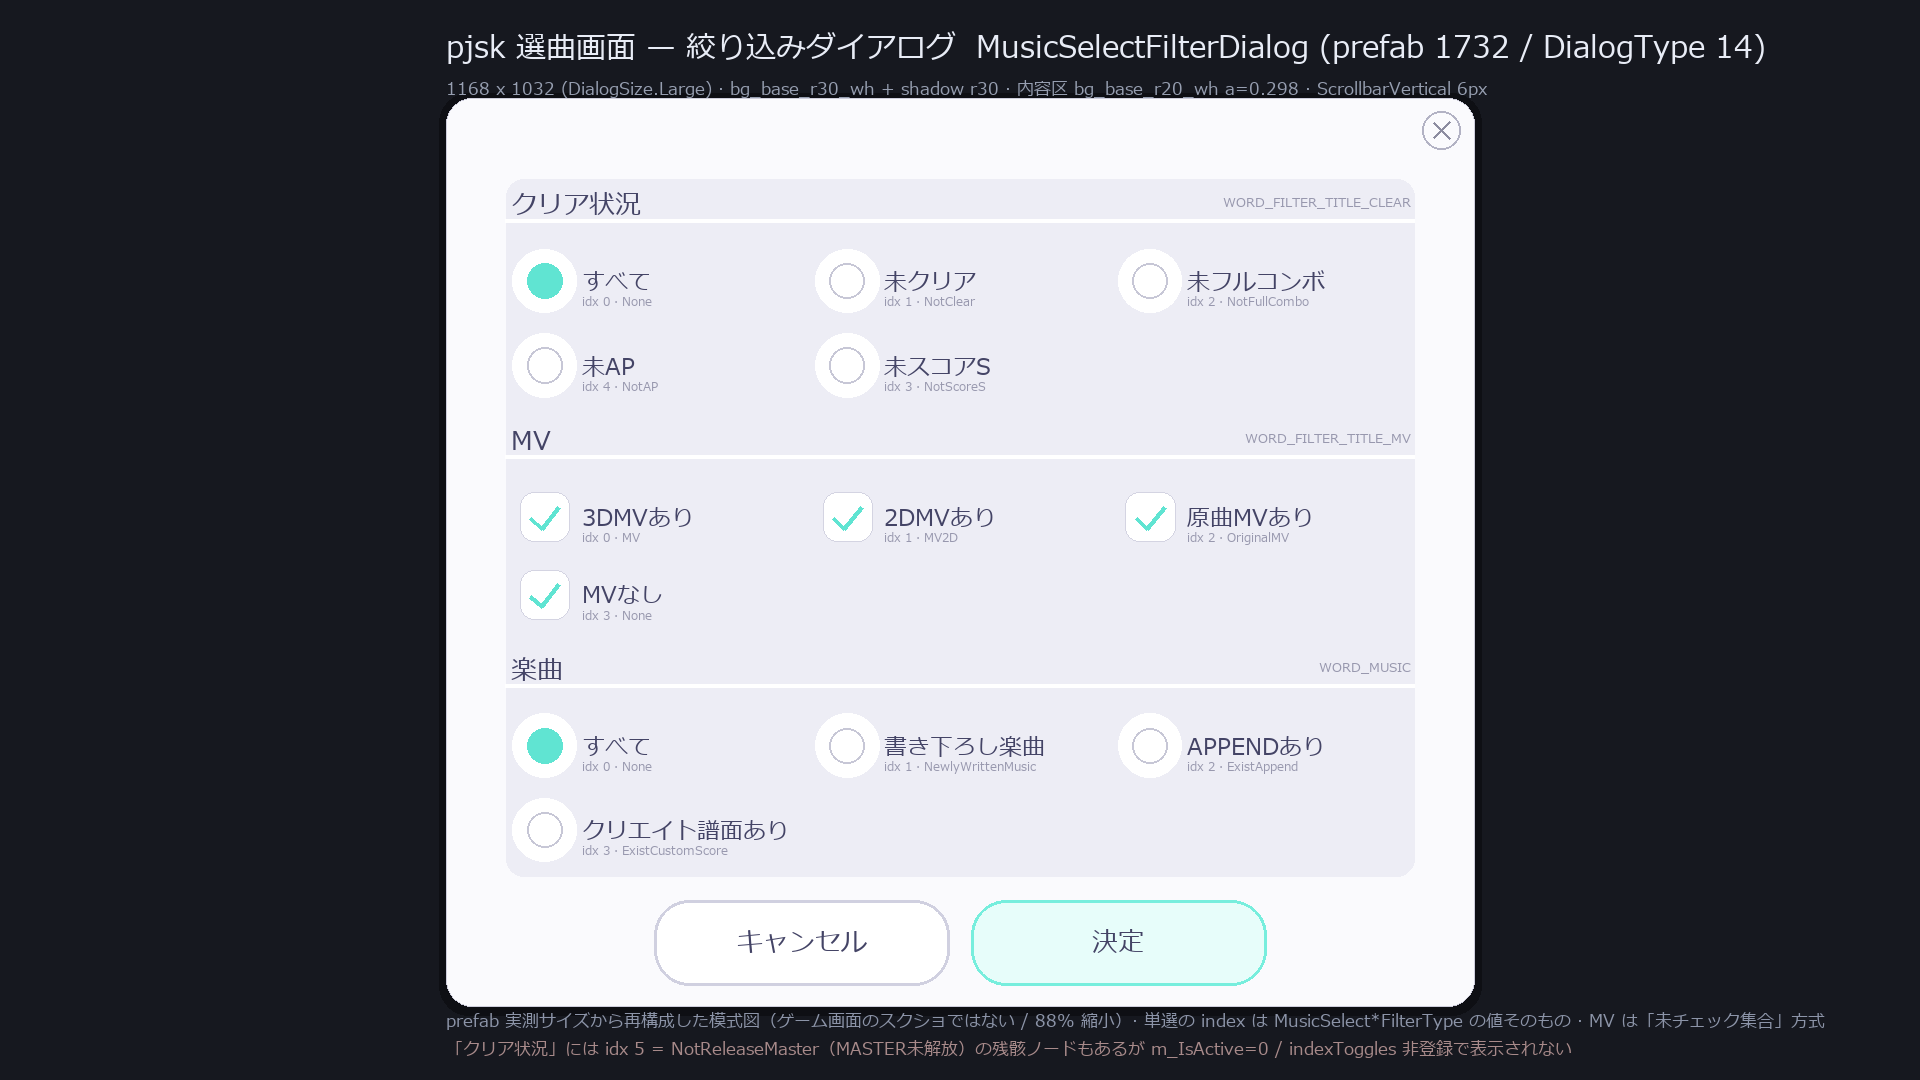 pjsk 選曲画面 — 絞り込みダイアログ MusicSelectFilterDialog (prefab 1732 / DialogType 14)
1168 x 1032 (DialogSize.Large) · bg_base_r30_wh + shadow r30 · 内容区 bg_base_r20_wh a=0.298 · ScrollbarVertical 6px
クリア状況 WORD_FILTER_TITLE_CLEAR
すべて 未クリア 未フルコンボ
idx 0 · None idx 1 · NotClear idx 2 · NotFullCombo
未AP 未スコアS
idx 4 · NotAP idx 3 · NotScoreS
MV WORD_FILTER_TITLE_MV
3DMVあり 2DMVあり 原曲MVあり
idx 0 · MV idx 1 · MV2D idx 2 · OriginalMV
MVなし
idx 3 · None
楽曲 WORD_MUSIC
すべて 書き下ろし楽曲 APPENDあり
idx 0 · None idx 1 · NewlyWrittenMusic idx 2 · ExistAppend
クリエイト譜面あり
idx 3 · ExistCustomScore
キャンセル 決定
prefab 実測サイズから再構成した模式図（ゲーム画面のスクショではない / 88% 縮小）· 単選の index は MusicSelect*FilterType の値そのもの · MV は「未チェック集合」方式
「クリア状況」には idx 5 = NotReleaseMaster（MASTER未解放）の残骸ノードもあるが m_IsActive=0 / indexToggles 非登録で表示されない